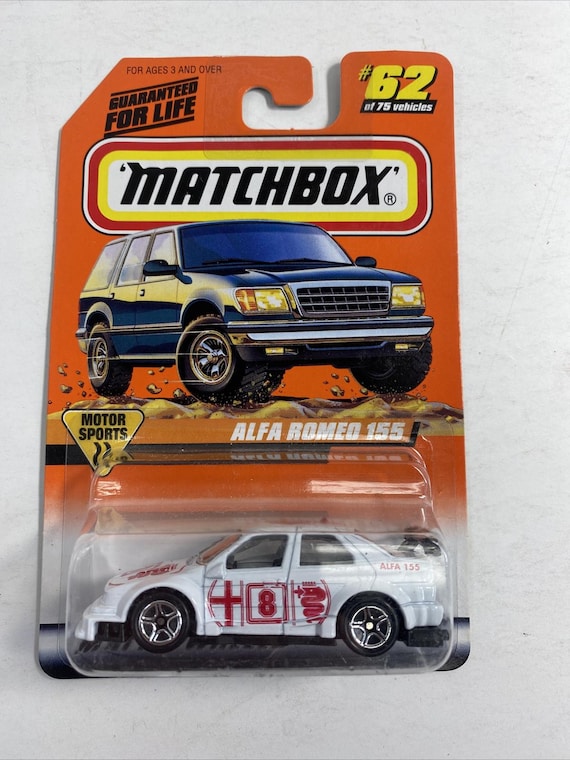 FOR AGES 3 AND OVER
GUARANTEED
FOR LIFE
#62
of 75 vehicles
'MATCHBOX'®
MOTOR
SPORTS
ALFA ROMEO 155
ALFA 155
8